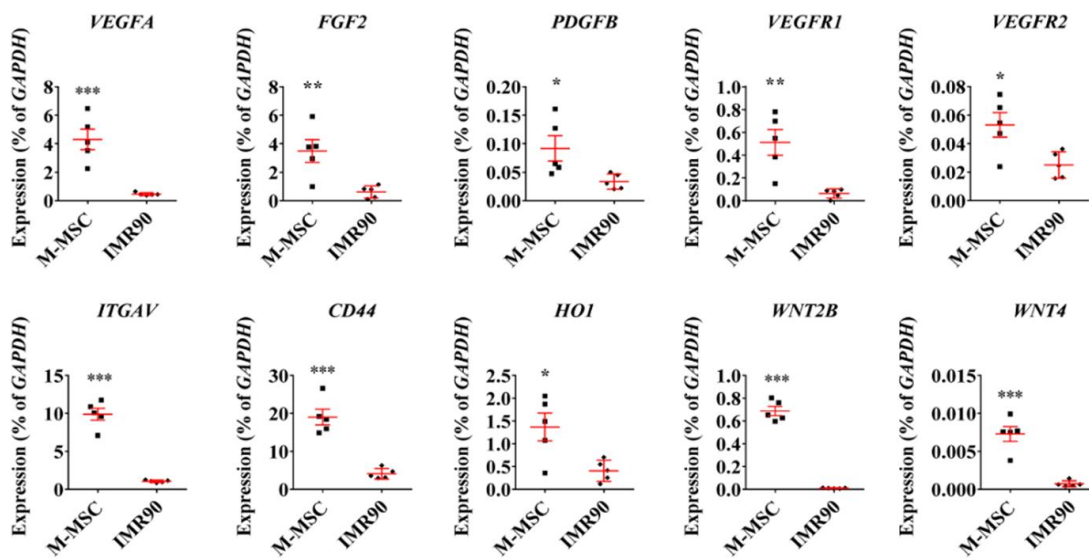 VEGFA FGF2 PDGFB VEGFR1 VEGFR2
Expression (% of GAPDH)
8
6
4
2
0
***
M-MSC IMR90
Expression (% of GAPDH)
8
6
4
2
0
**
M-MSC IMR90
Expression (% of GAPDH)
0.20
0.15
0.10
0.05
0.00
*
M-MSC IMR90
Expression (% of GAPDH)
1.0
0.8
0.6
0.4
0.2
0.0
**
M-MSC IMR90
Expression (% of GAPDH)
0.08
0.06
0.04
0.02
0.00
*
M-MSC IMR90
ITGAV CD44 HO1 WNT2B WNT4
Expression (% of GAPDH)
15
10
5
0
***
M-MSC IMR90
Expression (% of GAPDH)
30
20
10
0
***
M-MSC IMR90
Expression (% of GAPDH)
2.5
2.0
1.5
1.0
0.5
0.0
*
M-MSC IMR90
Expression (% of GAPDH)
1.0
0.8
0.6
0.4
0.2
0.0
***
M-MSC IMR90
Expression (% of GAPDH)
0.015
0.010
0.005
0.000
***
M-MSC IMR90